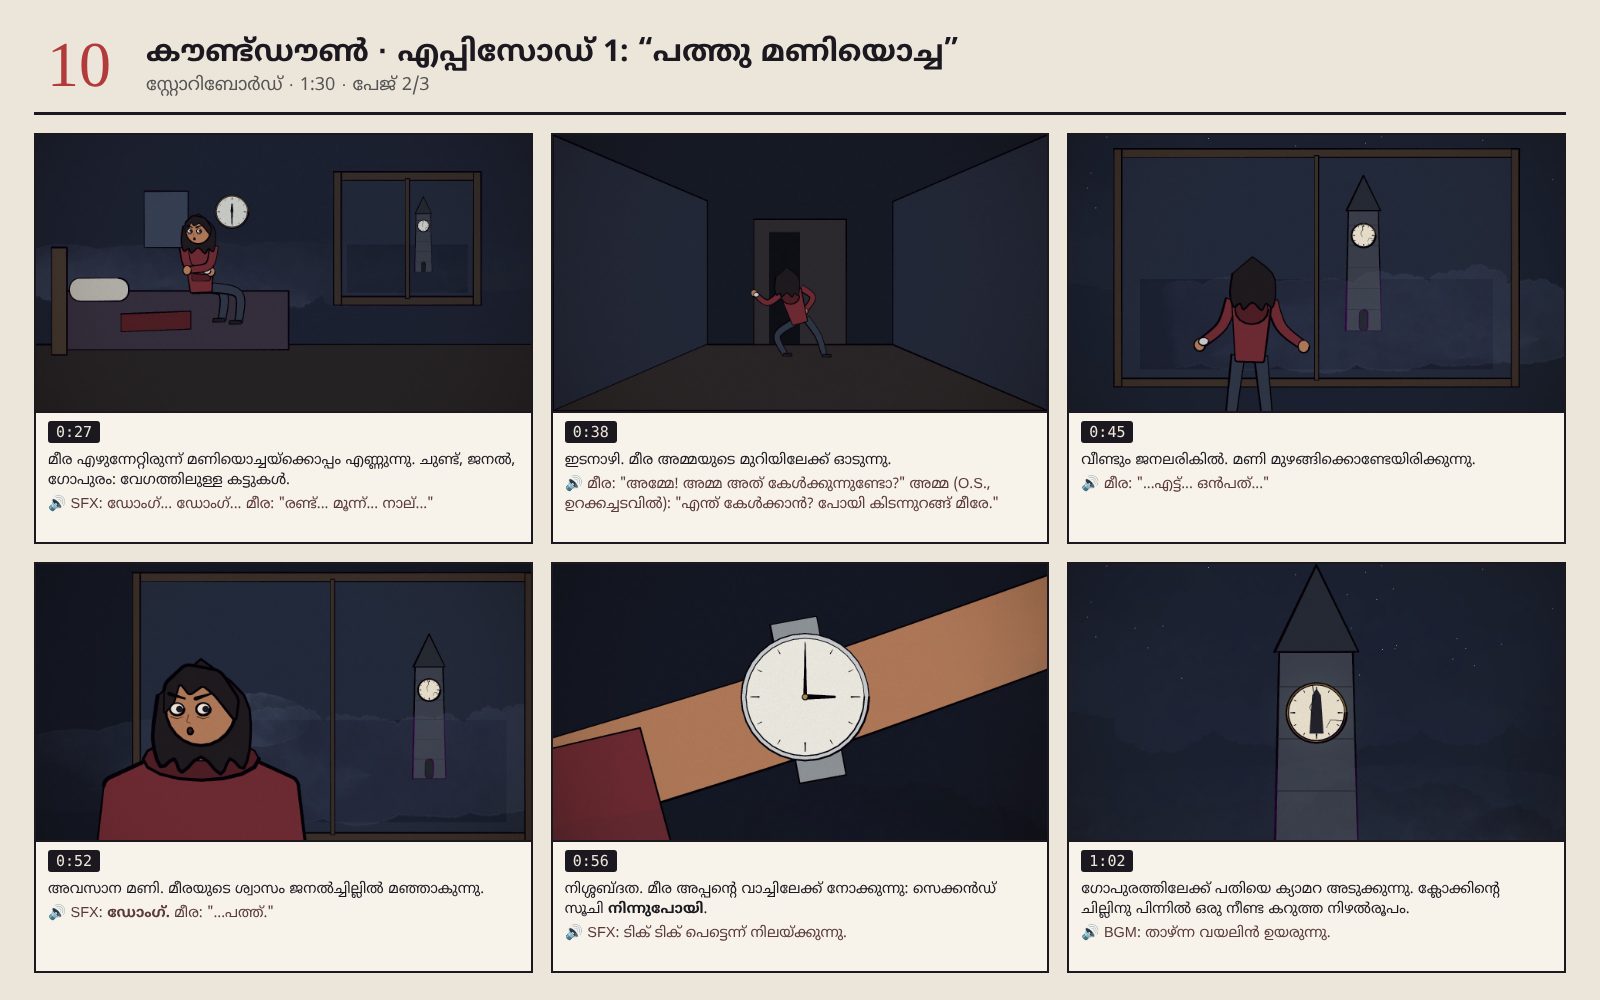 10
കൗണ്ട്ഡൗൺ · എപ്പിസോഡ് 1: “പത്തു മണിയൊച്ച”
സ്റ്റോറിബോർഡ് · 1:30 · പേജ് 2/3
0:27
മീര എഴുന്നേറ്റിരുന്ന് മണിയൊച്ചയ്ക്കൊപ്പം എണ്ണുന്നു. ചുണ്ട്, ജനൽ,
ഗോപുരം: വേഗത്തിലുള്ള കട്ടുകൾ.
🔊 SFX: ഡോംഗ്... ഡോംഗ്... മീര: "രണ്ട്... മൂന്ന്... നാല്..."
0:38
ഇടനാഴി. മീര അമ്മയുടെ മുറിയിലേക്ക് ഓടുന്നു.
🔊 മീര: "അമ്മേ! അമ്മ അത് കേൾക്കുന്നുണ്ടോ?" അമ്മ (O.S.,
ഉറക്കച്ചടവിൽ): "എന്ത് കേൾക്കാൻ? പോയി കിടന്നുറങ്ങ് മീരേ."
0:45
വീണ്ടും ജനലരികിൽ. മണി മുഴങ്ങിക്കൊണ്ടേയിരിക്കുന്നു.
🔊 മീര: "...എട്ട്... ഒൻപത്..."
0:52
അവസാന മണി. മീരയുടെ ശ്വാസം ജനൽച്ചില്ലിൽ മഞ്ഞാകുന്നു.
🔊 SFX: ഡോംഗ്. മീര: "...പത്ത്."
0:56
നിശ്ശബ്ദത. മീര അപ്പന്റെ വാച്ചിലേക്ക് നോക്കുന്നു: സെക്കൻഡ്
സൂചി നിന്നുപോയി.
🔊 SFX: ടിക് ടിക് പെട്ടെന്ന് നിലയ്ക്കുന്നു.
1:02
ഗോപുരത്തിലേക്ക് പതിയെ ക്യാമറ അടുക്കുന്നു. ക്ലോക്കിന്റെ
ചില്ലിനു പിന്നിൽ ഒരു നീണ്ട കറുത്ത നിഴൽരൂപം.
🔊 BGM: താഴ്ന്ന വയലിൻ ഉയരുന്നു.